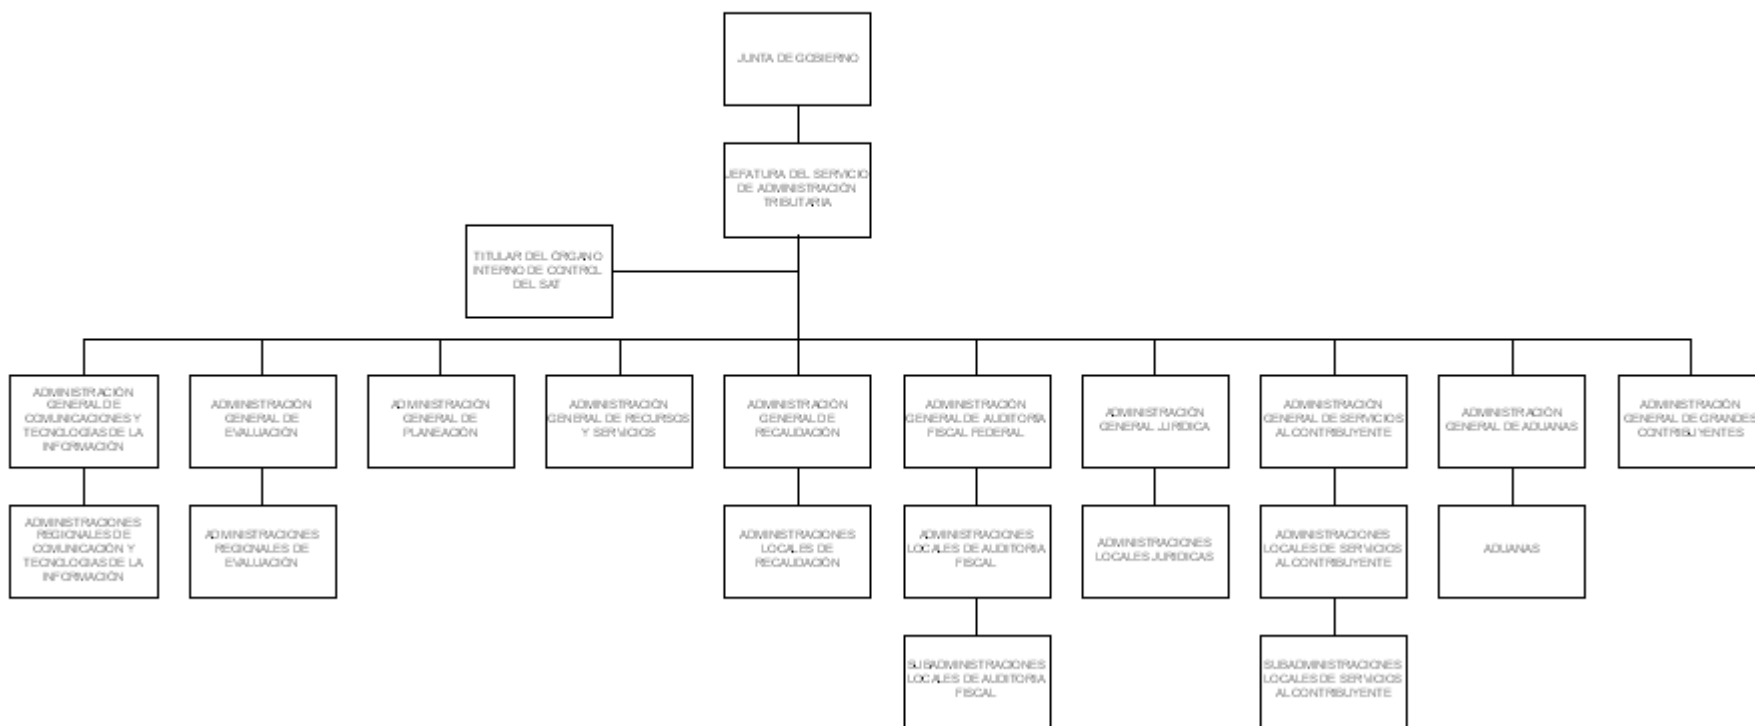 JUNTA DE GOBIERNO
JEFATURA DEL SERVICIO
DE ADMINISTRACIÓN
TRIBUTARIA
TITULAR DEL ÓRGANO
INTERNO DE CONTROL
DEL SAT
ADMINISTRACIÓN
GENERAL DE
COMUNICACIONES Y
TECNOLOGÍAS DE LA
INFORMACIÓN
ADMINISTRACIÓN
GENERAL DE
EVALUACIÓN
ADMINISTRACIÓN
GENERAL DE
PLANEACIÓN
ADMINISTRACIÓN
GENERAL DE RECURSOS
Y SERVICIOS
ADMINISTRACIÓN
GENERAL DE
RECAUDACIÓN
ADMINISTRACIÓN
GENERAL DE AUDITORÍA
FISCAL FEDERAL
ADMINISTRACIÓN
GENERAL JURÍDICA
ADMINISTRACIÓN
GENERAL DE SERVICIOS
AL CONTRIBUYENTE
ADMINISTRACIÓN
GENERAL DE ADUANAS
ADMINISTRACIÓN
GENERAL DE GRANDES
CONTRIBUYENTES
ADMINISTRACIONES
REGIONALES DE
COMUNICACIÓN Y
TECNOLOGÍAS DE LA
INFORMACIÓN
ADMINISTRACIONES
REGIONALES DE
EVALUACIÓN
ADMINISTRACIONES
LOCALES DE
RECAUDACIÓN
ADMINISTRACIONES
LOCALES DE AUDITORÍA
FISCAL
ADMINISTRACIONES
LOCALES JURÍDICAS
ADMINISTRACIONES
LOCALES DE SERVICIOS
AL CONTRIBUYENTE
ADUANAS
SUBADMINISTRACIONES
LOCALES DE AUDITORÍA
FISCAL
SUBADMINISTRACIONES
LOCALES DE SERVICIOS
AL CONTRIBUYENTE